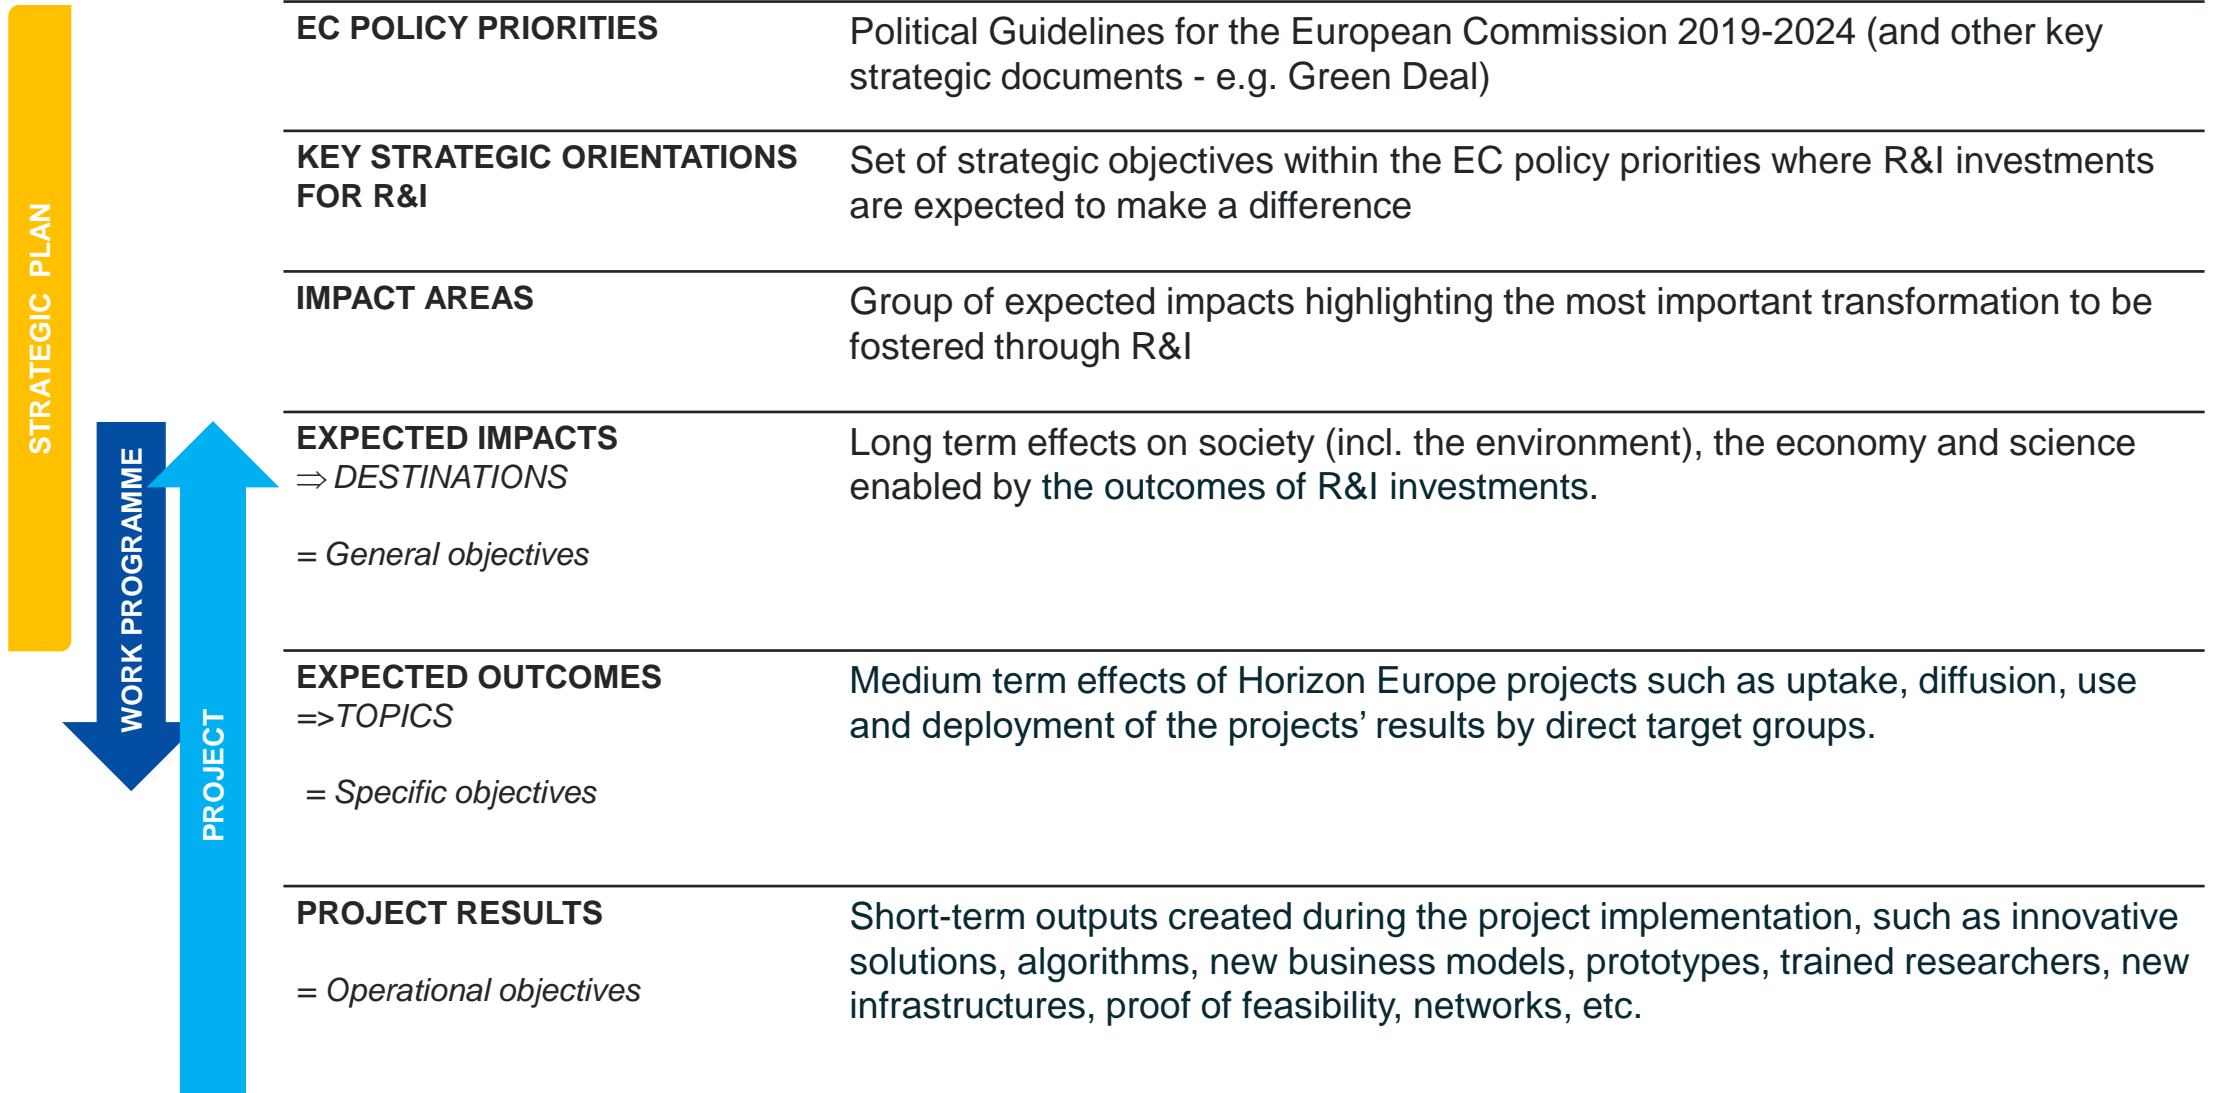 EC POLICY PRIORITIES
Political Guidelines for the European Commission 2019-2024 (and other key
strategic documents - e.g. Green Deal)
KEY STRATEGIC ORIENTATIONS
FOR R&I
Set of strategic objectives within the EC policy priorities where R&I investments
are expected to make a difference
IMPACT AREAS
Group of expected impacts highlighting the most important transformation to be
fostered through R&I
EXPECTED IMPACTS
⇒ DESTINATIONS
= General objectives
Long term effects on society (incl. the environment), the economy and science
enabled by the outcomes of R&I investments.
EXPECTED OUTCOMES
=>TOPICS
= Specific objectives
Medium term effects of Horizon Europe projects such as uptake, diffusion, use
and deployment of the projects’ results by direct target groups.
PROJECT RESULTS
= Operational objectives
Short-term outputs created during the project implementation, such as innovative
solutions, algorithms, new business models, prototypes, trained researchers, new
infrastructures, proof of feasibility, networks, etc.
STRATEGIC PLAN
WORK PROGRAMME
PROJECT